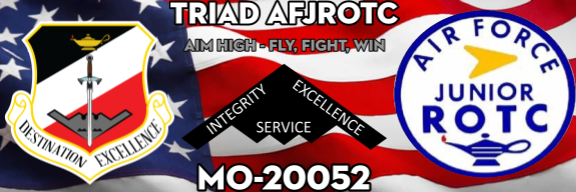 TRIAD AFJROTC
AIM HIGH - FLY, FIGHT, WIN
DESTINATION EXCELLENCE
INTEGRITY
SERVICE
EXCELLENCE
AIR FORCE
JUNIOR
ROTC
MO-20052